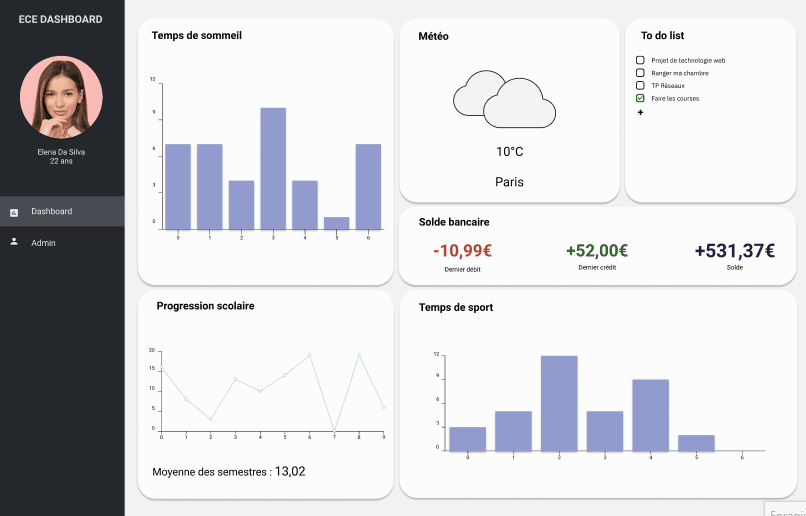 ECE DASHBOARD
Elena Da Silva
22 ans
Dashboard
Admin
Temps de sommeil
12
9
6
3
0
0 1 2 3 4 5 6
Météo
10°C
Paris
To do list
Projet de technologie web
Ranger ma chambre
TP Réseaux
Faire les courses
+
Solde bancaire
-10,99€ +52,00€ +531,37€
Dernier débit Dernier crédit Solde
Progression scolaire
20
15
10
5
0
0 1 2 3 4 5 6 7 8 9
Moyenne des semestres : 13,02
Temps de sport
12
9
6
3
0
0 1 2 3 4 5 6